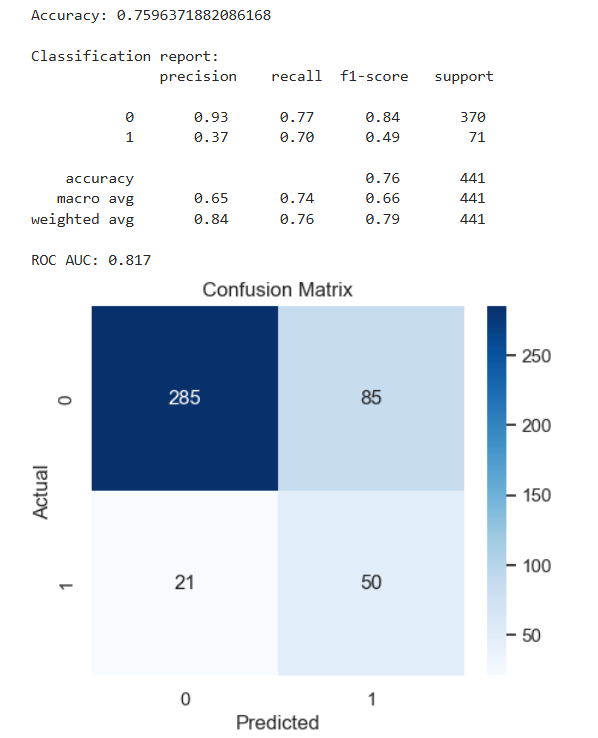 Accuracy: 0.7596371882086168
Classification report:
precision recall f1-score support
0 0.93 0.77 0.84 370
1 0.37 0.70 0.49 71
accuracy 0.76 441
macro avg 0.65 0.74 0.66 441
weighted avg 0.84 0.76 0.79 441
ROC AUC: 0.817
Confusion Matrix
0 285 85
1 21 50
Actual
0 1
Predicted
250
200
150
100
50